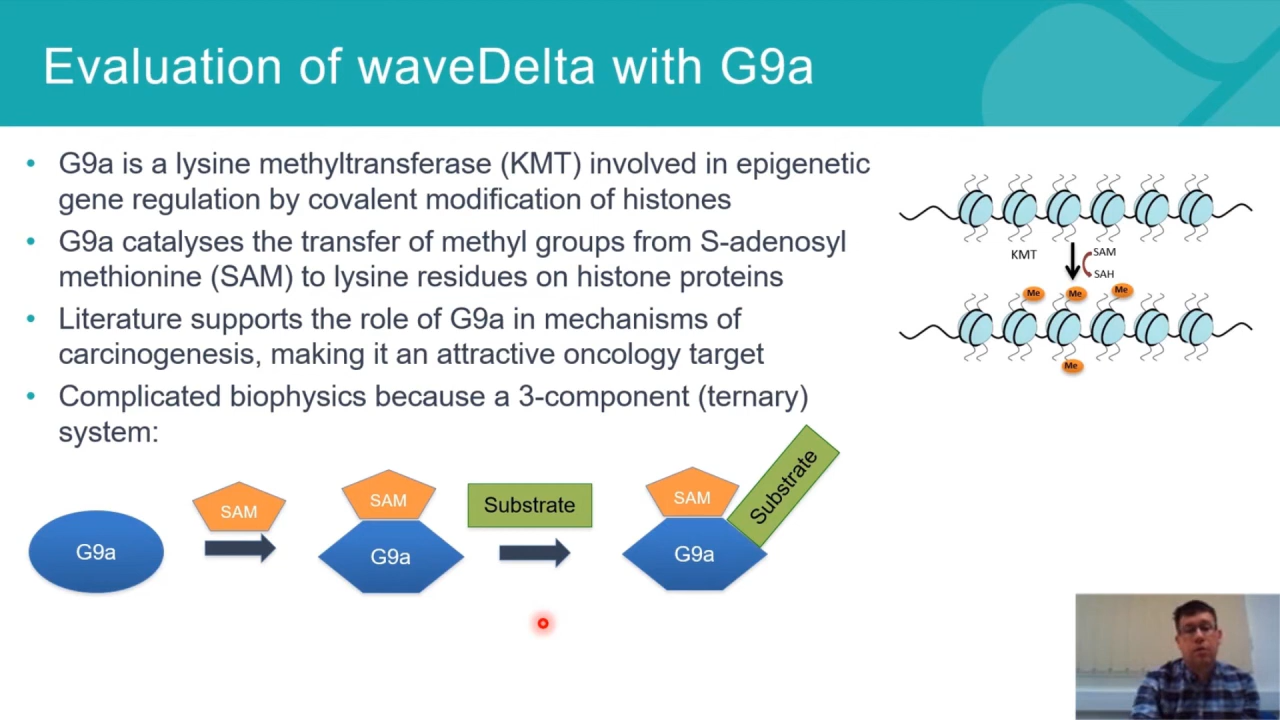 Evaluation of waveDelta with G9a
• G9a is a lysine methyltransferase (KMT) involved in epigenetic
gene regulation by covalent modification of histones
• G9a catalyses the transfer of methyl groups from S-adenosyl
methionine (SAM) to lysine residues on histone proteins
• Literature supports the role of G9a in mechanisms of
carcinogenesis, making it an attractive oncology target
• Complicated biophysics because a 3-component (ternary)
system:
KMT
SAM
SAH
Me
Me
Me
Me
G9a
SAM
SAM
G9a
Substrate
SAM
G9a
Substrate